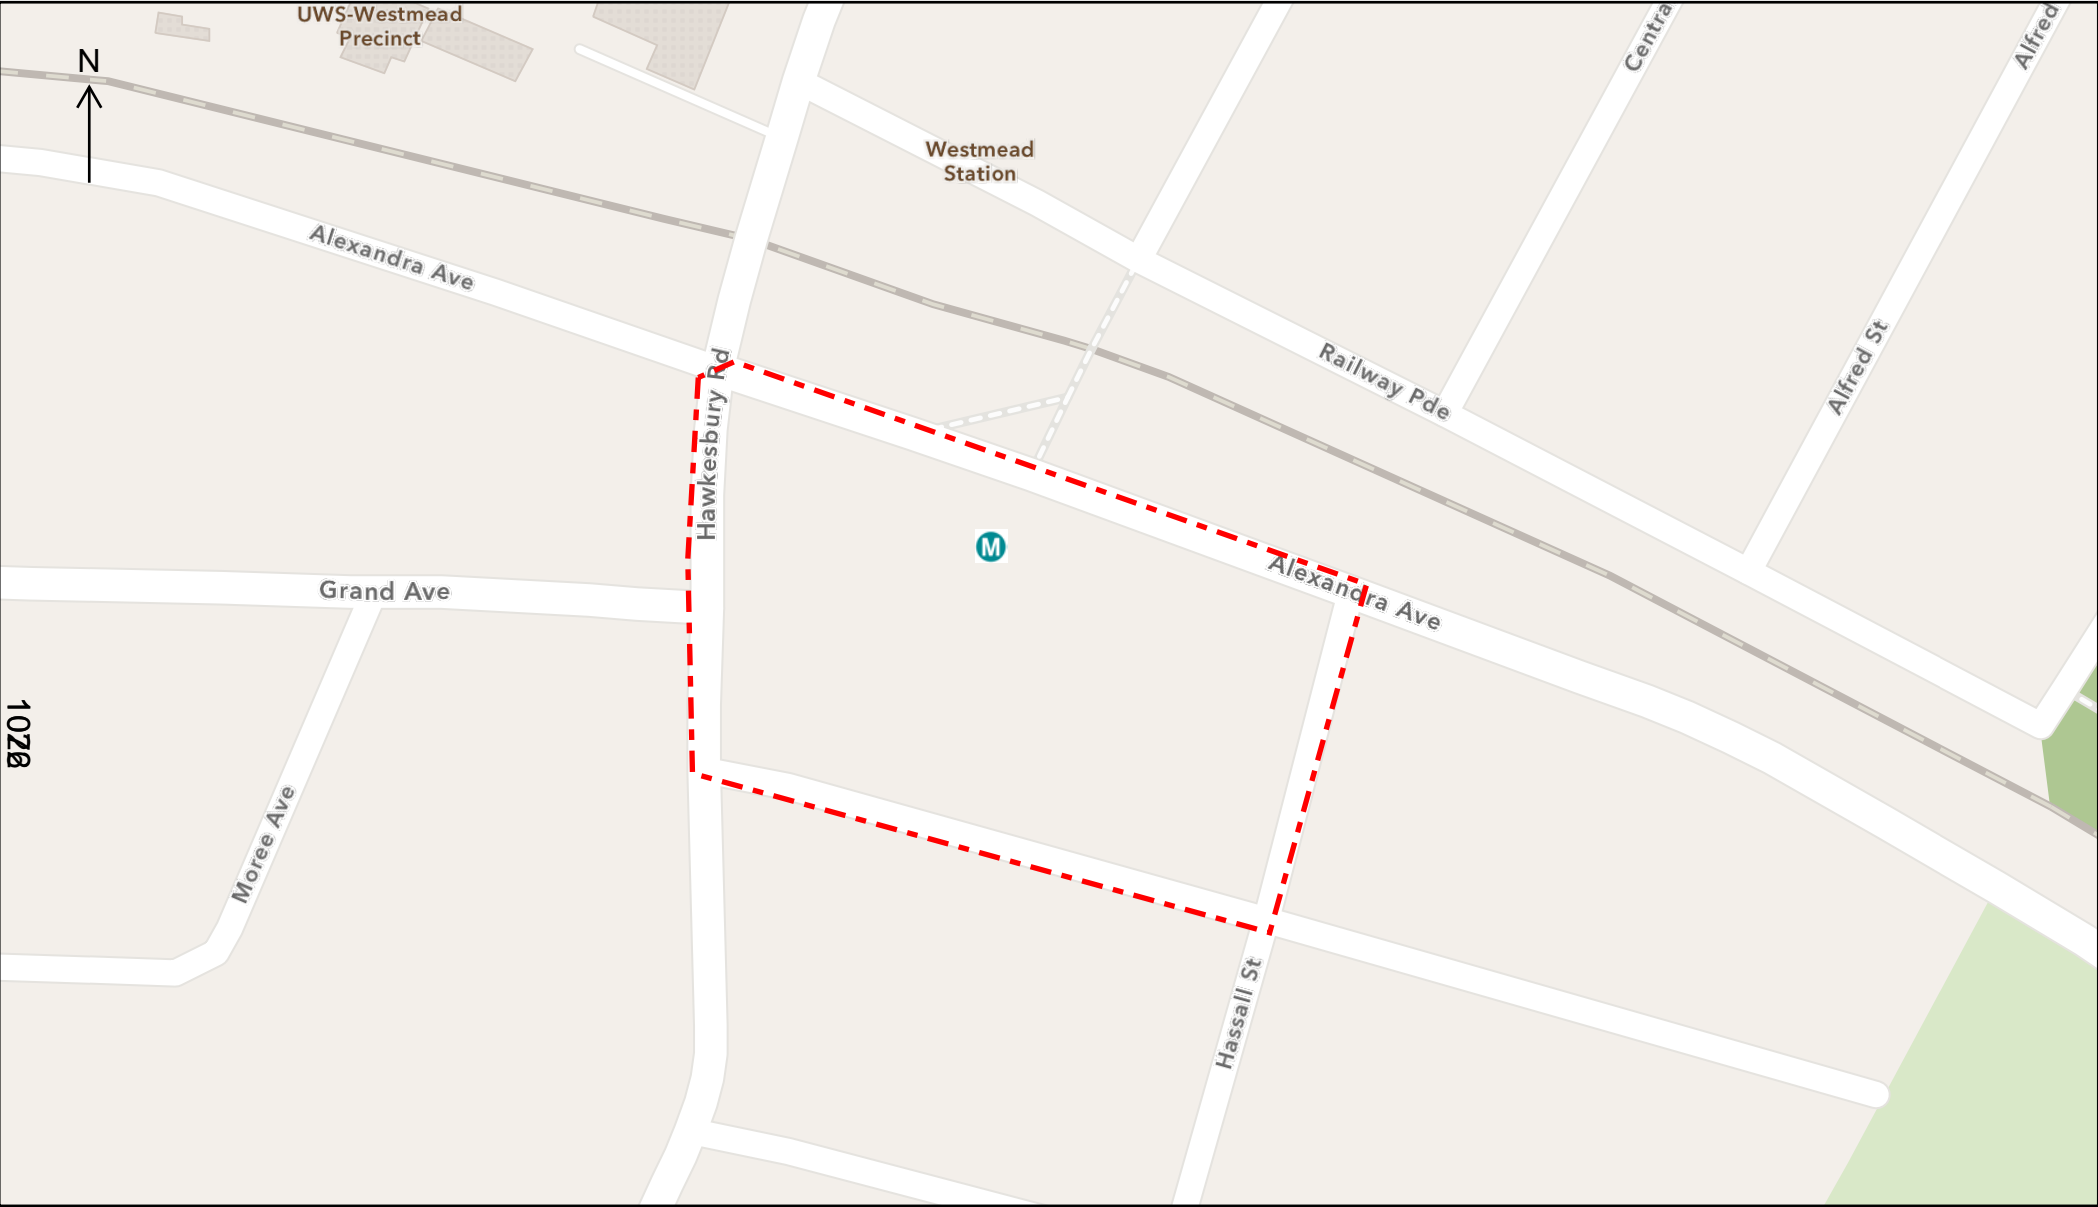 UWS-Westmead
Precinct
Centra
Alfred
N
Westmead
Station
Alexandra Ave
Railway Pde
Alfred St
Hawkesbury Rd
M
Alexandra Ave
Grand Ave
Moree Ave
Hassall St